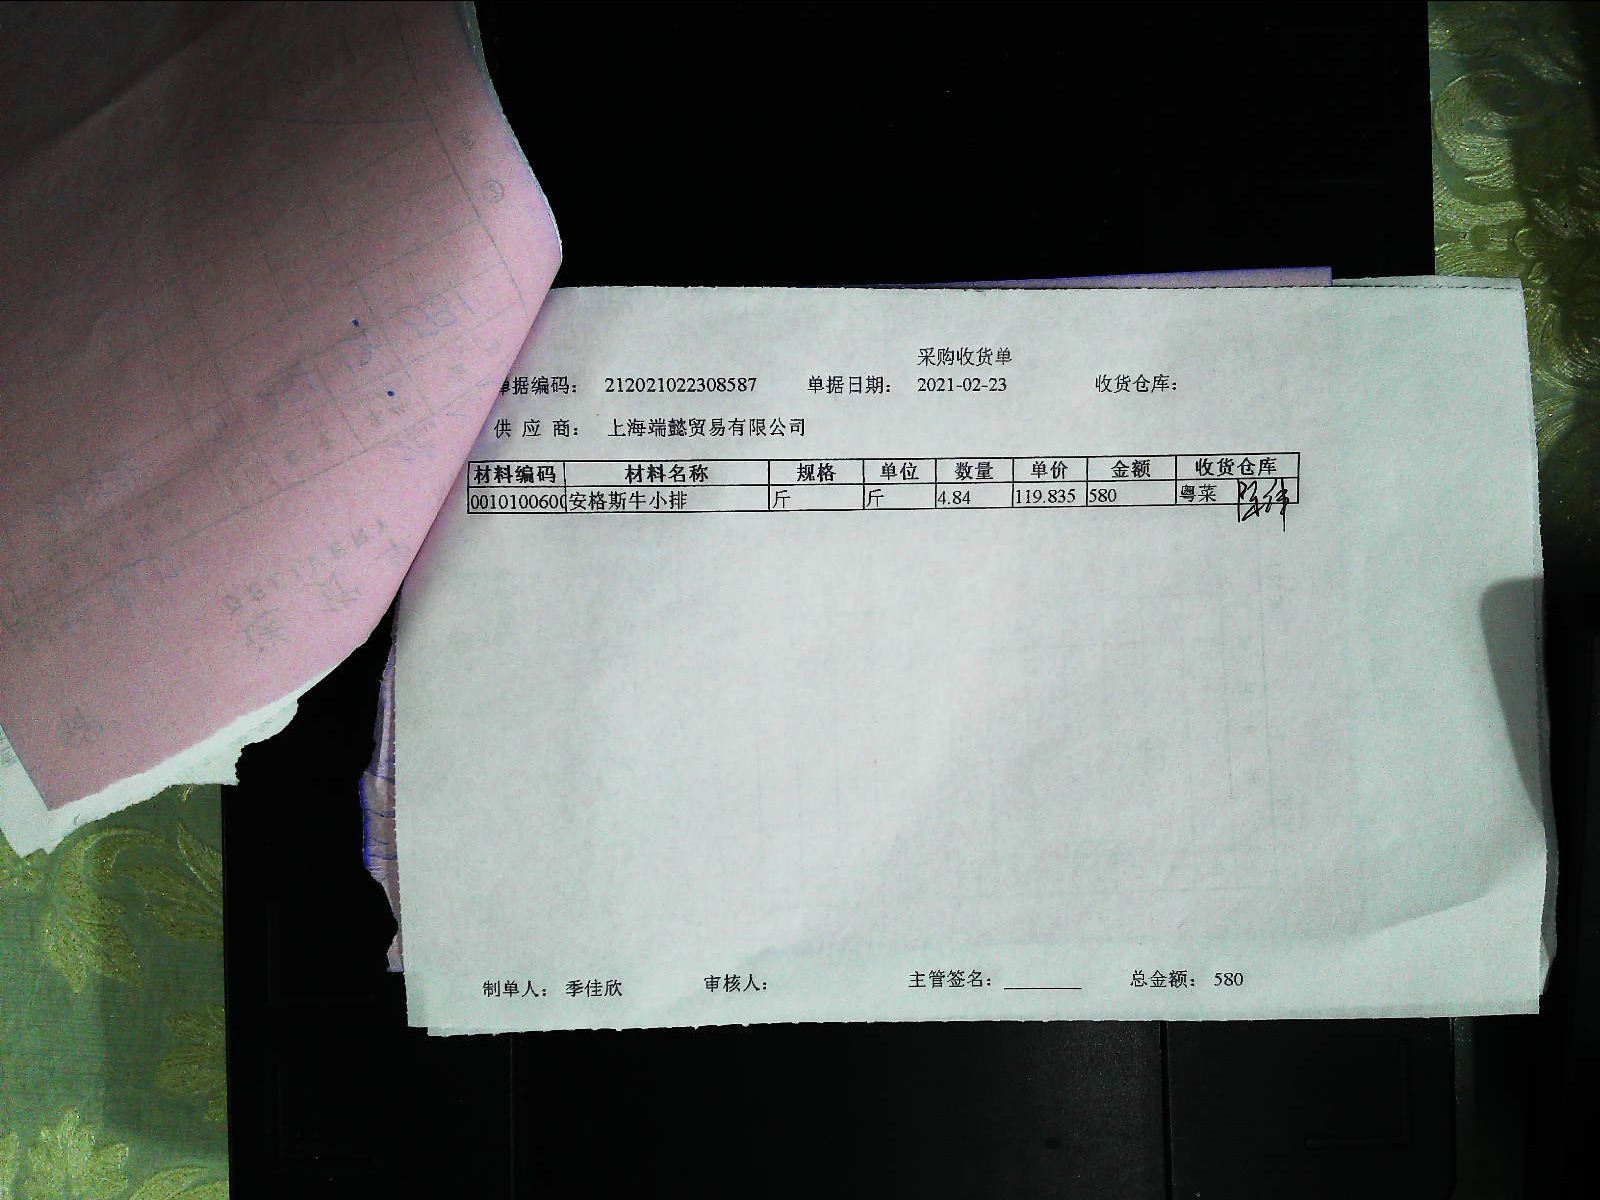 采购收货单
单据编码： 212021022308587 单据日期： 2021-02-23 收货仓库：
供 应 商： 上海端懿贸易有限公司
材料编码 材料名称 规格 单位 数量 单价 金额 收货仓库
0010100600 安格斯牛小排 斤 斤 4.84 119.835 580 粤菜
制单人： 季佳欣 审核人： 主管签名： 总金额： 580